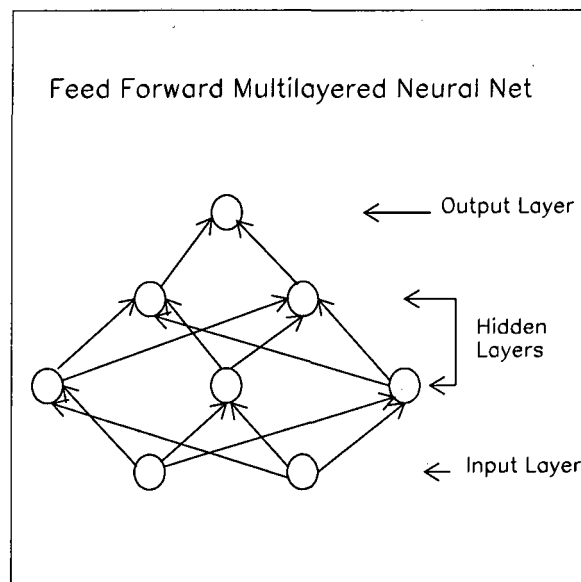 Feed Forward Multilayered Neural Net
Output Layer
Hidden
Layers
Input Layer